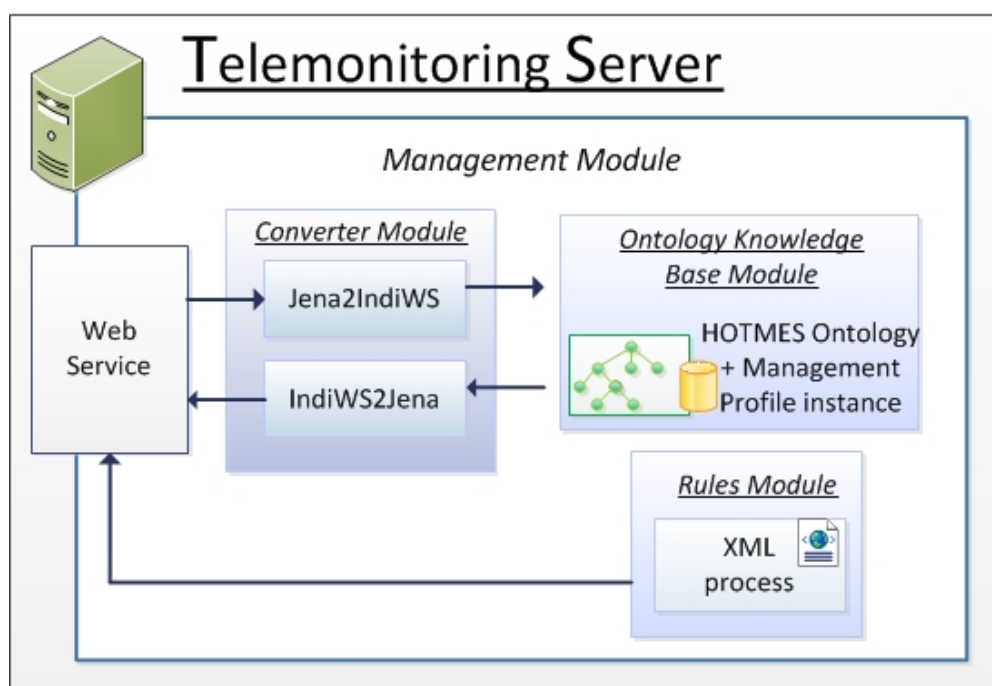 Telemonitoring Server
Management Module
Converter Module
Jena2IndiWS
IndiWS2Jena
Web
Service
Ontology Knowledge
Base Module
HOTMES Ontology
+ Management
Profile instance
Rules Module
XML
process